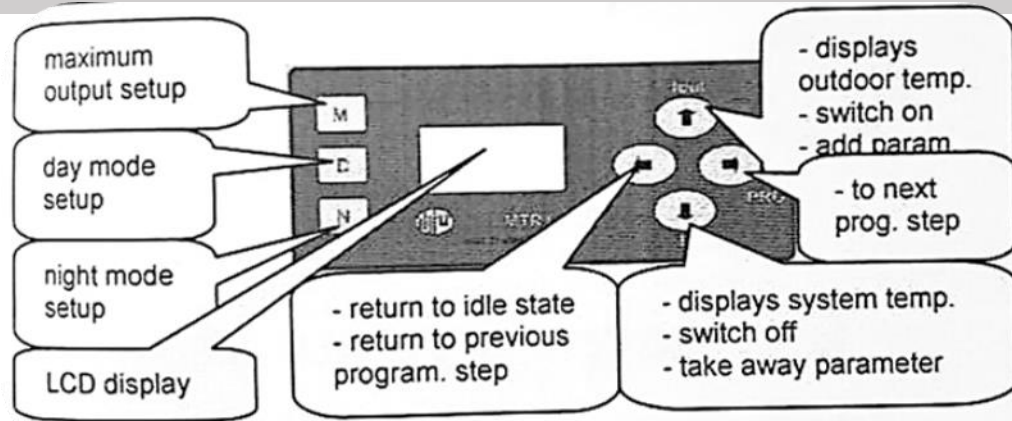 maximum
output setup
day mode
setup
night mode
setup
LCD display
M
D
N
MTR
PRG
- displays
outdoor temp.
- switch on
- add param
- to next
prog. step
- return to idle state
- return to previous
program. step
- displays system temp.
- switch off
- take away parameter